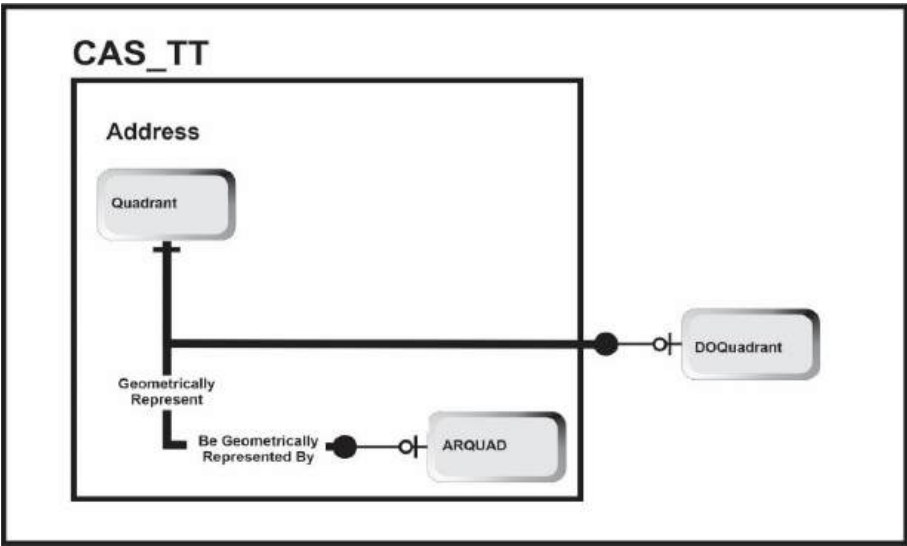 CAS_TT
Address
Quadrant
DOQuadrant
Geometrically
Represent
Be Geometrically
Represented By
ARQUAD